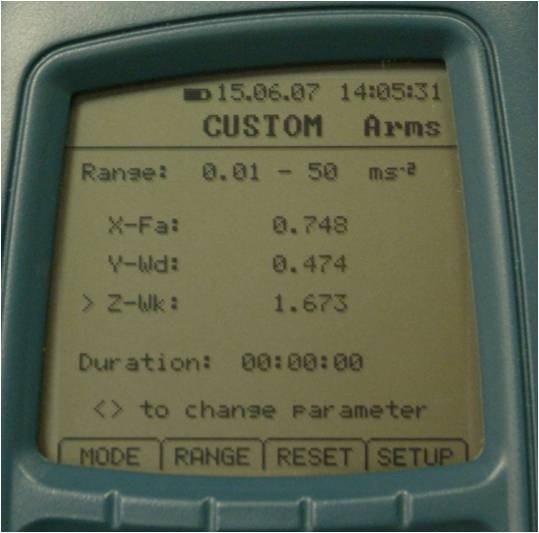 15.06.07 14:05:31
CUSTOM Arms
Range: 0.01 - 50 ms⁻²
X-Fa: 0.748
Y-Wd: 0.474
> Z-Wk: 1.673
Duration: 00:00:00
<> to change parameter
MODE RANGE RESET SETUP